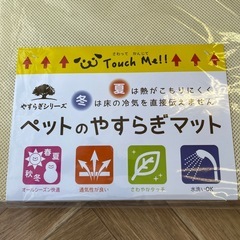 さわって かんじて
Touch Me!!
やすらぎシリーズ
夏は熱がこもりにくく
冬は床の冷気を直接伝えません
ペットのやすらぎマット
春夏
秋冬
オールシーズン快適
通気性が良い
さわやかタッチ
水洗いOK